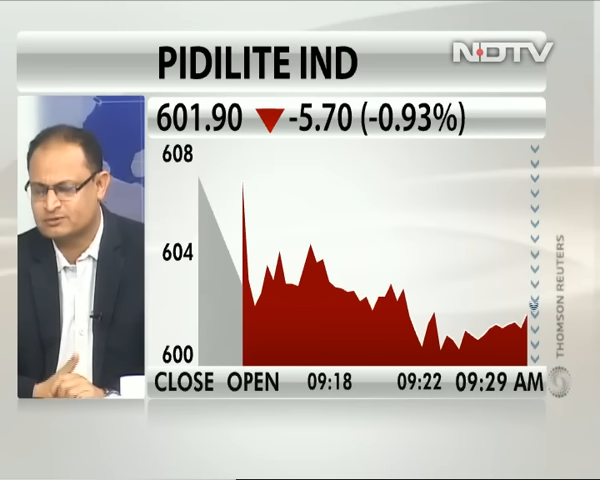 PIDILITE IND
NDTV
601.90 ▼ -5.70 (-0.93%)
608
604
600
CLOSE OPEN 09:18 09:22 09:29 AM
THOMSON REUTERS